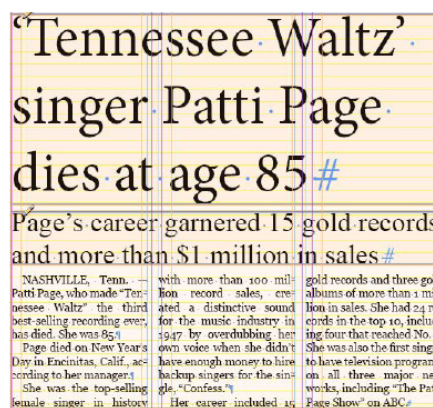 ‘Tennessee Waltz’
singer Patti Page
dies at age 85#
Page’s career garnered 15 gold records
and more than $1 million in sales#
NASHVILLE, Tenn. —
Patti Page, who made “Ten-
nessee Waltz” the third
best-selling recording ever,
has died. She was 85.¶
Page died on New Year’s
Day in Encinitas, Calif., ac-
cording to her manager.¶
She was the top-selling
female singer in history
with more than 100 mil-
lion record sales, cre-
ated a distinctive sound
for the music industry in
1947 by overdubbing her
own voice when she didn’t
have enough money to hire
backup singers for the sin-
gle, “Confess.”¶
Her career included 15
gold records and three go
albums of more than 1 m
lion in sales. She had 24 r
cords in the top 10, inclu
ing four that reached No.
She was also the first sing
to have television program
on all three major ne
works, including “The Pa
Page Show” on ABC.#